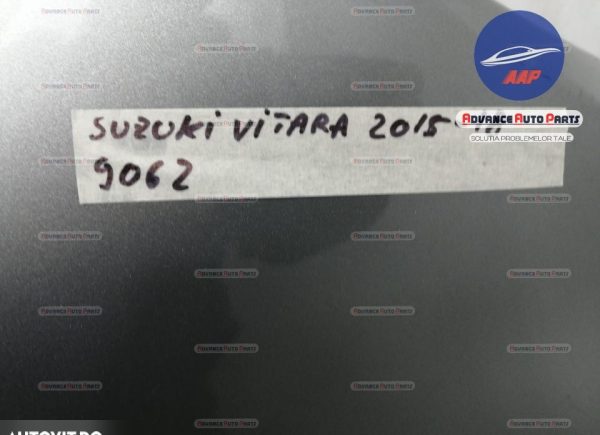 AAP
ADVANCE AUTO PARTS
SOLUTIA PROBLEMELOR TALE
SUZUKI VITARA 2015
9062